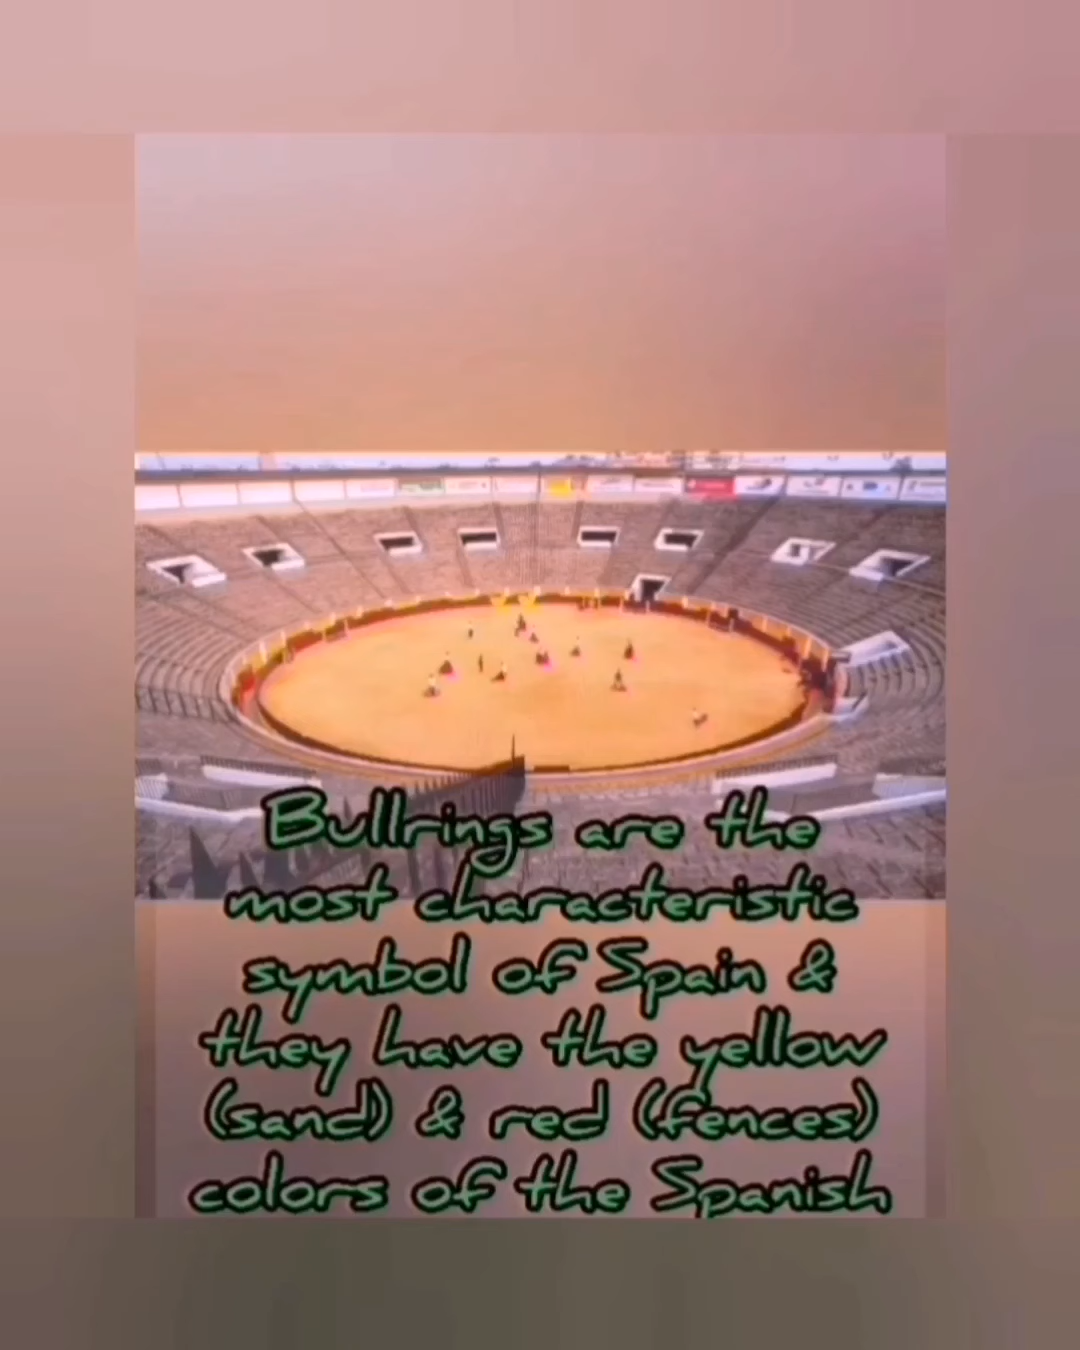 Bullrings are the
most characteristic
symbol of Spain &
they have the yellow
(sand) & red (fences)
colors of the Spanish